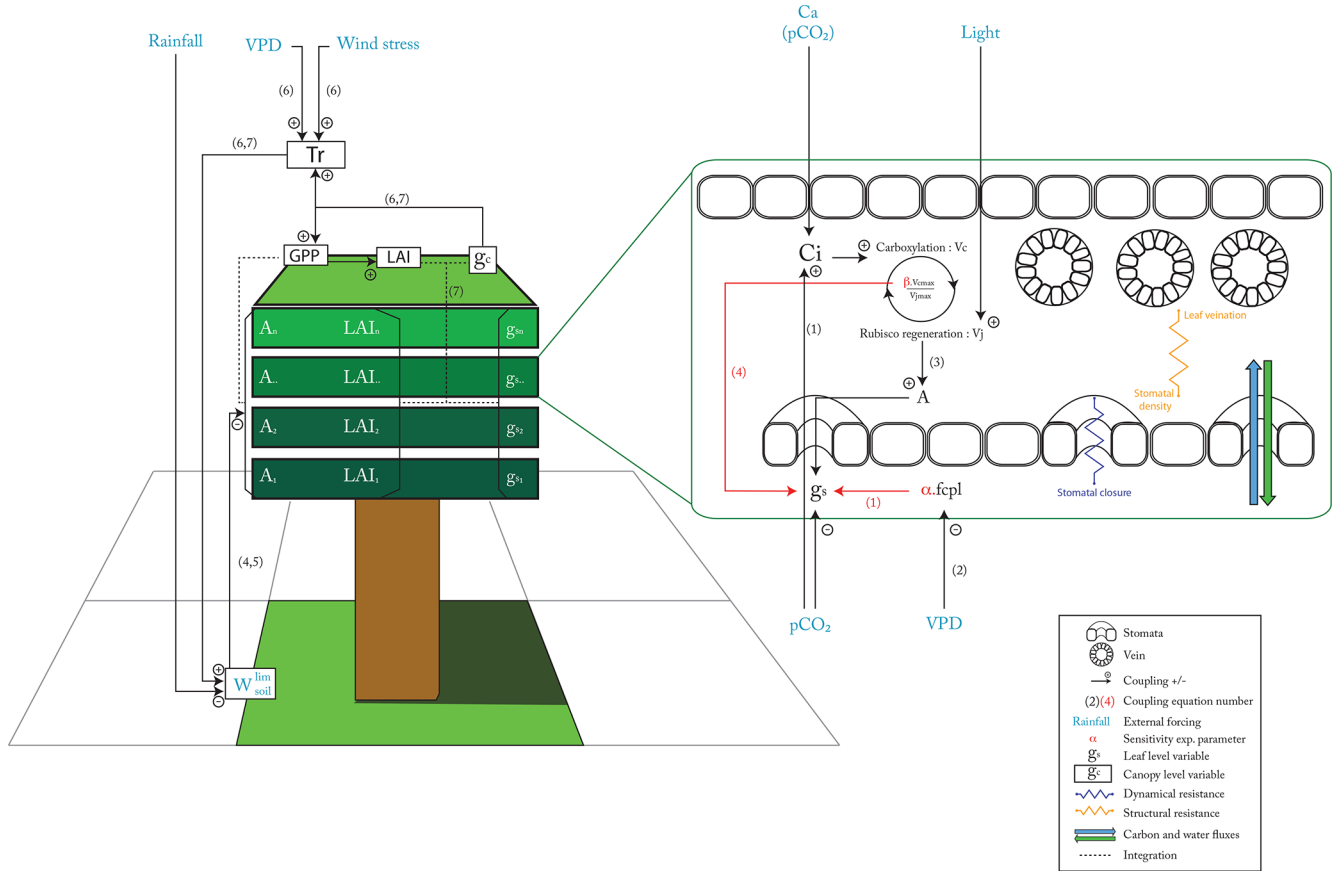 Rainfall
VPD
Wind stress
(6)
(6)
(6,7)
Tr
(6,7)
GPP
LAI
gc
(7)
An
LAIn
gsn
A..
LAI..
gs..
A₂
LAI₂
gs₂
A₁
LAI₁
gs₁
(4,5)
W lim soil
Ca
(pCO₂)
Light
Ci
Carboxylation : Vc
β.Vcmax
Vjmax
Rubisco regeneration : Vj
(1)
(3)
(4)
A
Leaf veination
Stomatal
density
Stomatal closure
gs
(1)
α.fcpl
(2)
pCO₂
VPD
Stomata
Vein
Coupling +/-
(2)(4) Coupling equation number
Rainfall External forcing
α Sensitivity exp. parameter
gs Leaf level variable
gc Canopy level variable
Dynamical resistance
Structural resistance
Carbon and water fluxes
Integration